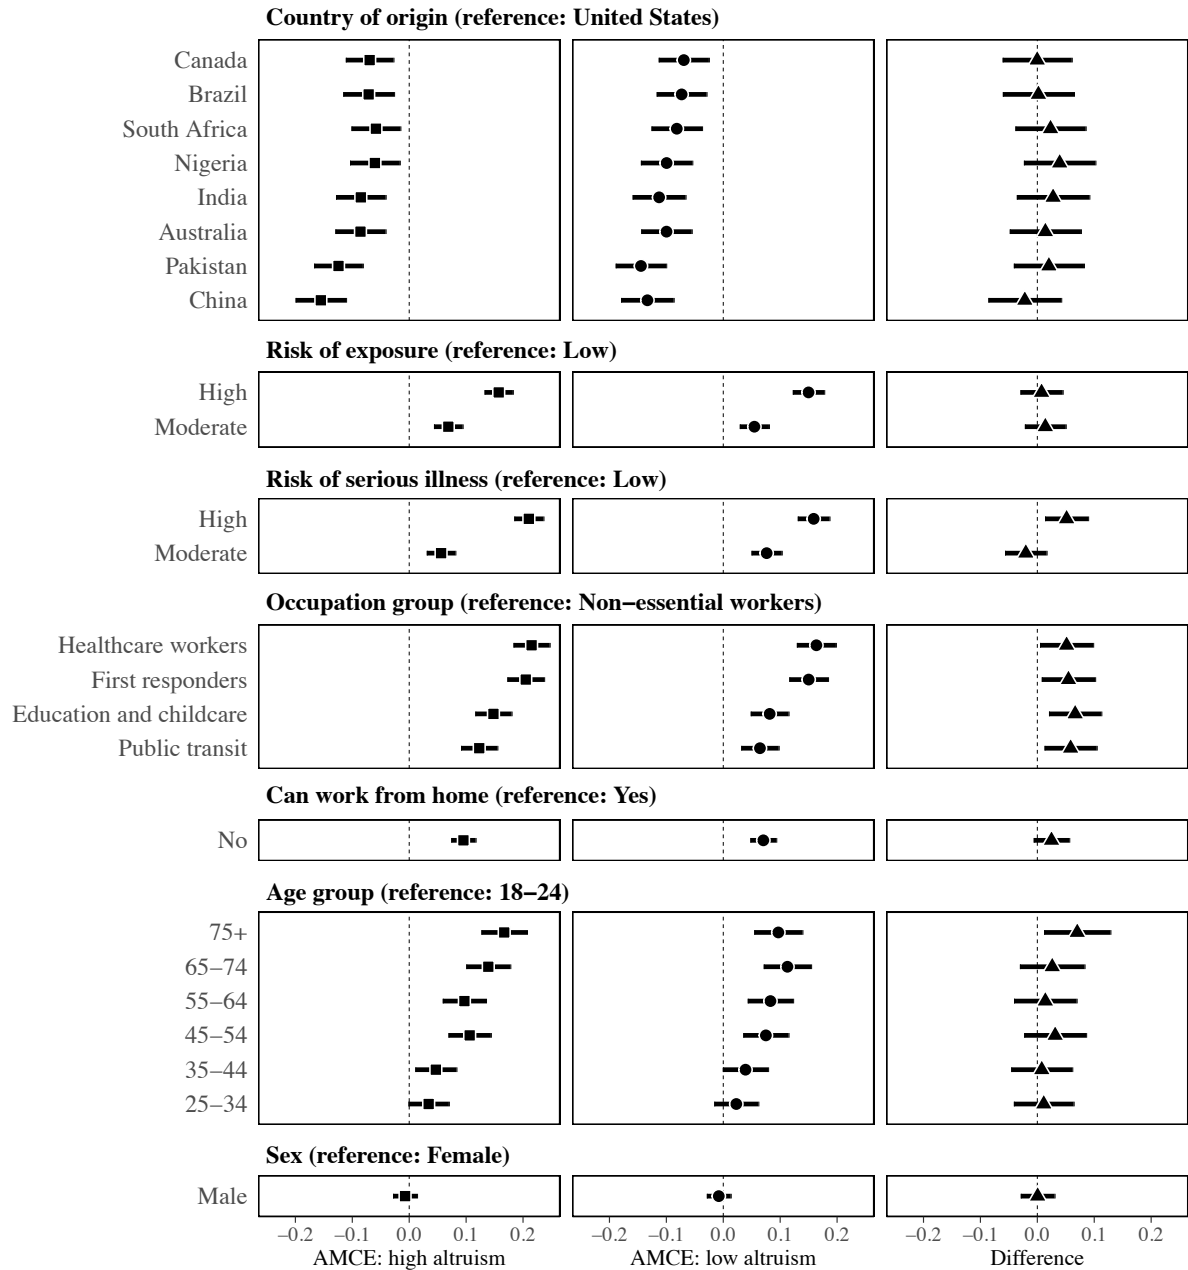 Country of origin (reference: United States)
Canada
Brazil
South Africa
Nigeria
India
Australia
Pakistan
China
Risk of exposure (reference: Low)
High
Moderate
Risk of serious illness (reference: Low)
High
Moderate
Occupation group (reference: Non−essential workers)
Healthcare workers
First responders
Education and childcare
Public transit
Can work from home (reference: Yes)
No
Age group (reference: 18−24)
75+
65−74
55−64
45−54
35−44
25−34
Sex (reference: Female)
Male
−0.2 −0.1 0.0 0.1 0.2 −0.2 −0.1 0.0 0.1 0.2 −0.2 −0.1 0.0 0.1 0.2
AMCE: high altruism AMCE: low altruism Difference